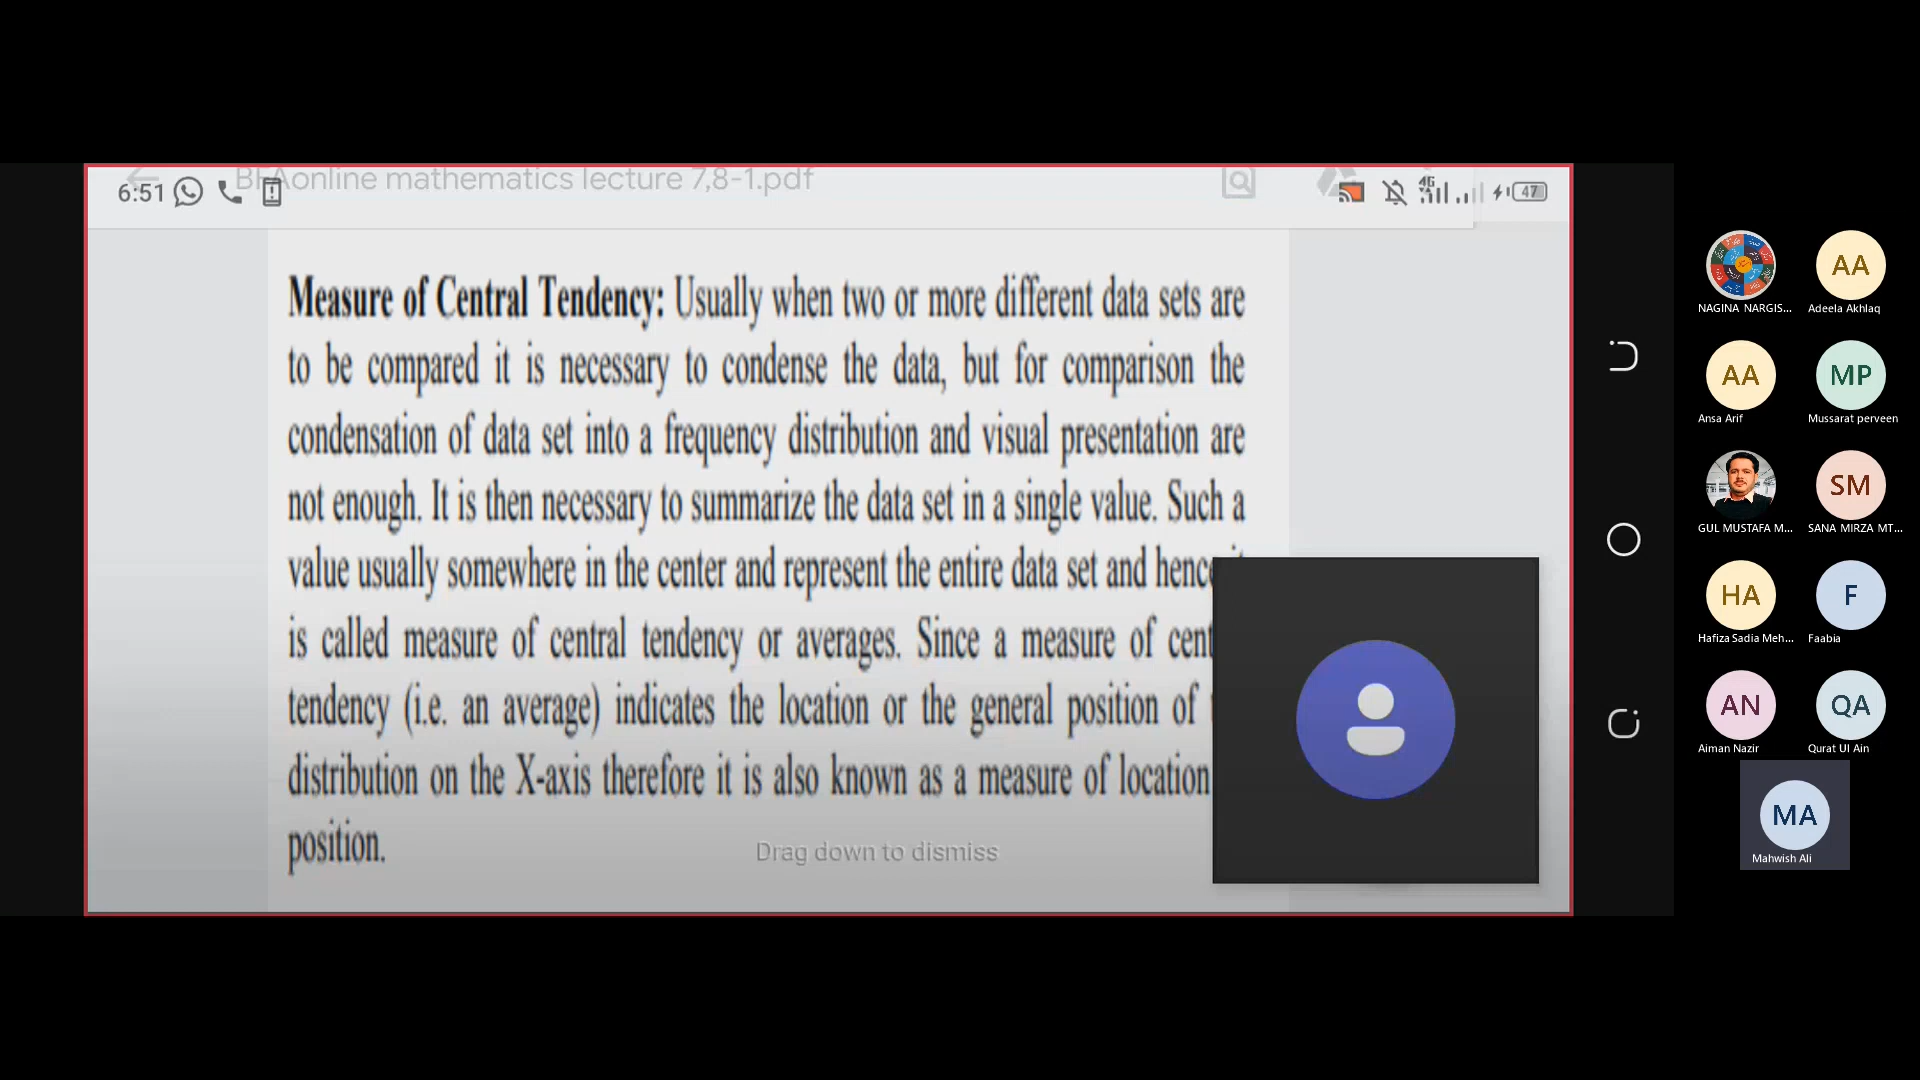 BFAonline mathematics lecture 7,8-1.pdf
6:51
4G
47
Measure of Central Tendency: Usually when two or more different data sets are
to be compared it is necessary to condense the data, but for comparison the
condensation of data set into a frequency distribution and visual presentation are
not enough. It is then necessary to summarize the data set in a single value. Such a
value usually somewhere in the center and represent the entire data set and hence
is called measure of central tendency or averages. Since a measure of cent
tendency (i.e. an average) indicates the location or the general position of
distribution on the X-axis therefore it is also known as a measure of location
position.
Drag down to dismiss
NAGINA NARGIS...
AA
Adeela Akhlaq
AA
Ansa Arif
MP
Mussarat perveen
GUL MUSTAFA M...
SM
SANA MIRZA MT...
HA
Hafiza Sadia Meh...
F
Faabia
AN
Aiman Nazir
QA
Qurat Ul Ain
MA
Mahwish Ali